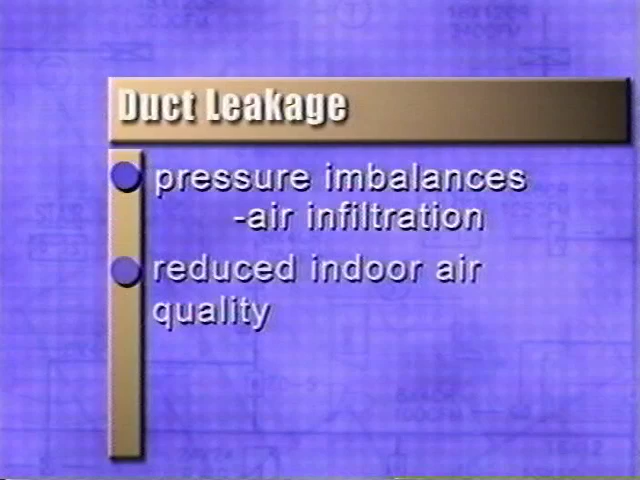 Duct Leakage
pressure imbalances
-air infiltration
reduced indoor air
quality